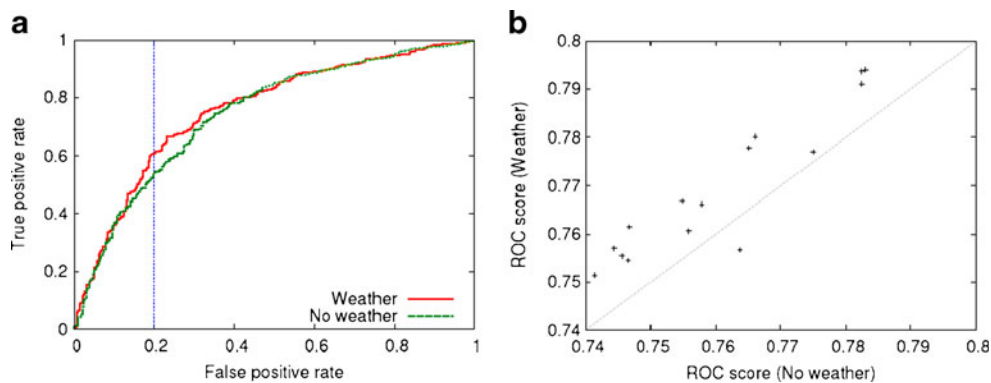 a
True positive rate
1
0.8
0.6
0.4
0.2
0
Weather
No weather
0 0.2 0.4 0.6 0.8 1
False positive rate
b
ROC score (Weather)
0.8
0.79
0.78
0.77
0.76
0.75
0.74
0.74 0.75 0.76 0.77 0.78 0.79 0.8
ROC score (No weather)